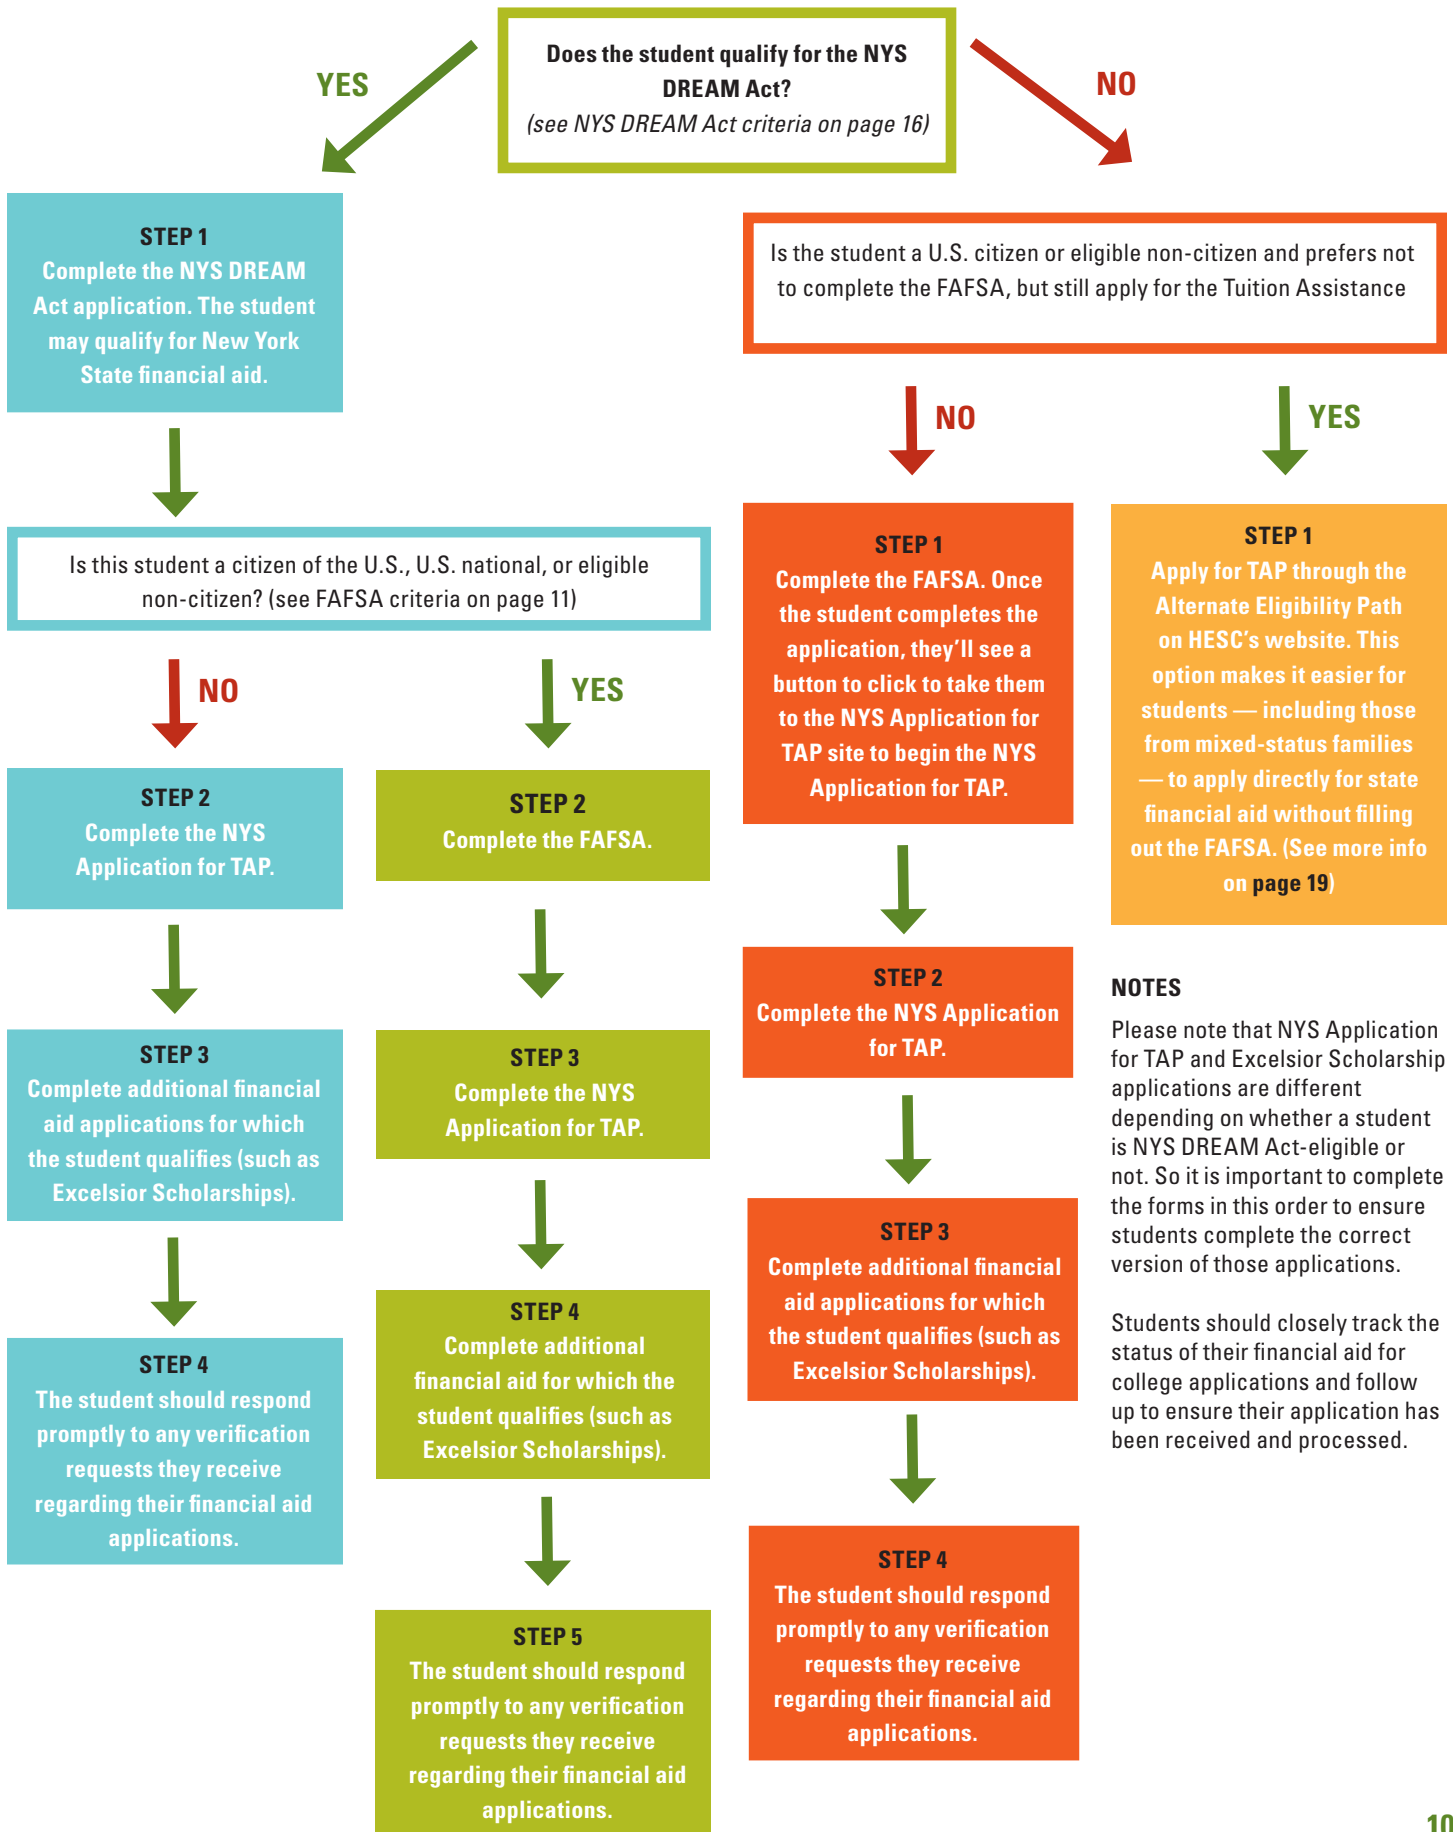 Does the student qualify for the NYS
DREAM Act?
(see NYS DREAM Act criteria on page 16)
YES
NO
STEP 1
Complete the NYS DREAM
Act application. The student
may qualify for New York
State financial aid.
Is the student a U.S. citizen or eligible non-citizen and prefers not
to complete the FAFSA, but still apply for the Tuition Assistance
Is this student a citizen of the U.S., U.S. national, or eligible
non-citizen? (see FAFSA criteria on page 11)
NO
STEP 2
Complete the NYS
Application for TAP.
STEP 3
Complete additional financial
aid applications for which
the student qualifies (such as
Excelsior Scholarships).
STEP 4
The student should respond
promptly to any verification
requests they receive
regarding their financial aid
applications.
YES
STEP 2
Complete the FAFSA.
STEP 3
Complete the NYS
Application for TAP.
STEP 4
Complete additional
financial aid for which the
student qualifies (such as
Excelsior Scholarships).
STEP 5
The student should respond
promptly to any verification
requests they receive
regarding their financial aid
applications.
NO
STEP 1
Complete the FAFSA. Once
the student completes the
application, they’ll see a
button to click to take them
to the NYS Application for
TAP site to begin the NYS
Application for TAP.
STEP 2
Complete the NYS Application
for TAP.
STEP 3
Complete additional financial
aid applications for which
the student qualifies (such as
Excelsior Scholarships).
STEP 4
The student should respond
promptly to any verification
requests they receive
regarding their financial aid
applications.
YES
STEP 1
Apply for TAP through the
Alternate Eligibility Path
on HESC’s website. This
option makes it easier for
students — including those
from mixed-status families
— to apply directly for state
financial aid without filling
out the FAFSA. (See more info
on page 19)
NOTES
Please note that NYS Application
for TAP and Excelsior Scholarship
applications are different
depending on whether a student
is NYS DREAM Act-eligible or
not. So it is important to complete
the forms in this order to ensure
students complete the correct
version of those applications.
Students should closely track the
status of their financial aid for
college applications and follow
up to ensure their application has
been received and processed.
10